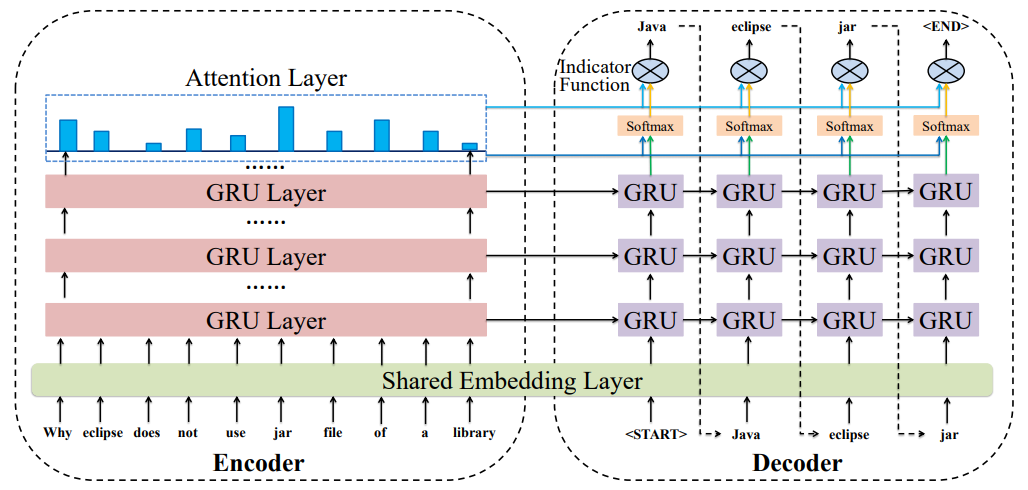 Java eclipse jar <END>
Attention Layer
Indicator
Function
Softmax Softmax Softmax Softmax
......
GRU Layer GRU GRU GRU GRU
......
GRU Layer GRU GRU GRU GRU
......
GRU Layer GRU GRU GRU GRU
Shared Embedding Layer
Why eclipse does not use jar file of a library <START> Java eclipse jar
Encoder Decoder